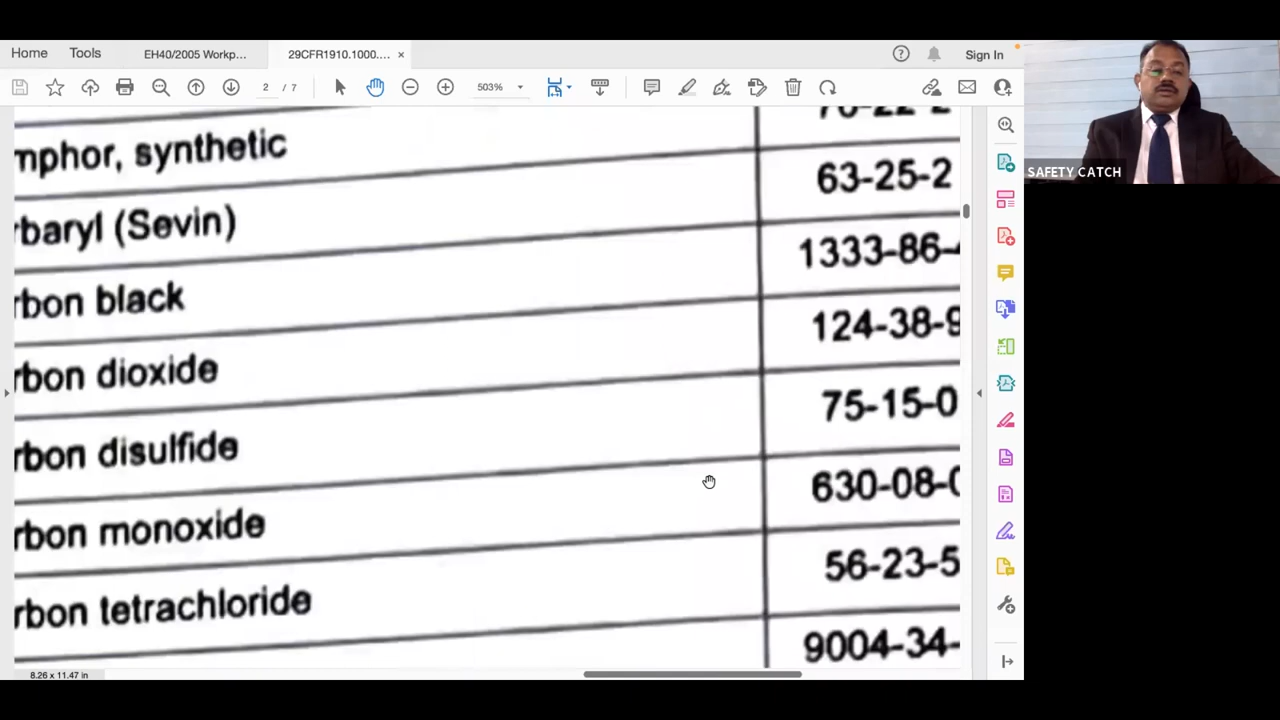 Home Tools EH40/2005 Workp... 29CFR1910.1000.... × Sign In
2 / 7 503%
mphor, synthetic
63-25-2
rbaryl (Sevin)
1333-86-
rbon black
124-38-9
rbon dioxide
75-15-0
rbon disulfide
630-08-0
rbon monoxide
56-23-5
rbon tetrachloride
9004-34-
8.26 x 11.47 in
SAFETY CATCH